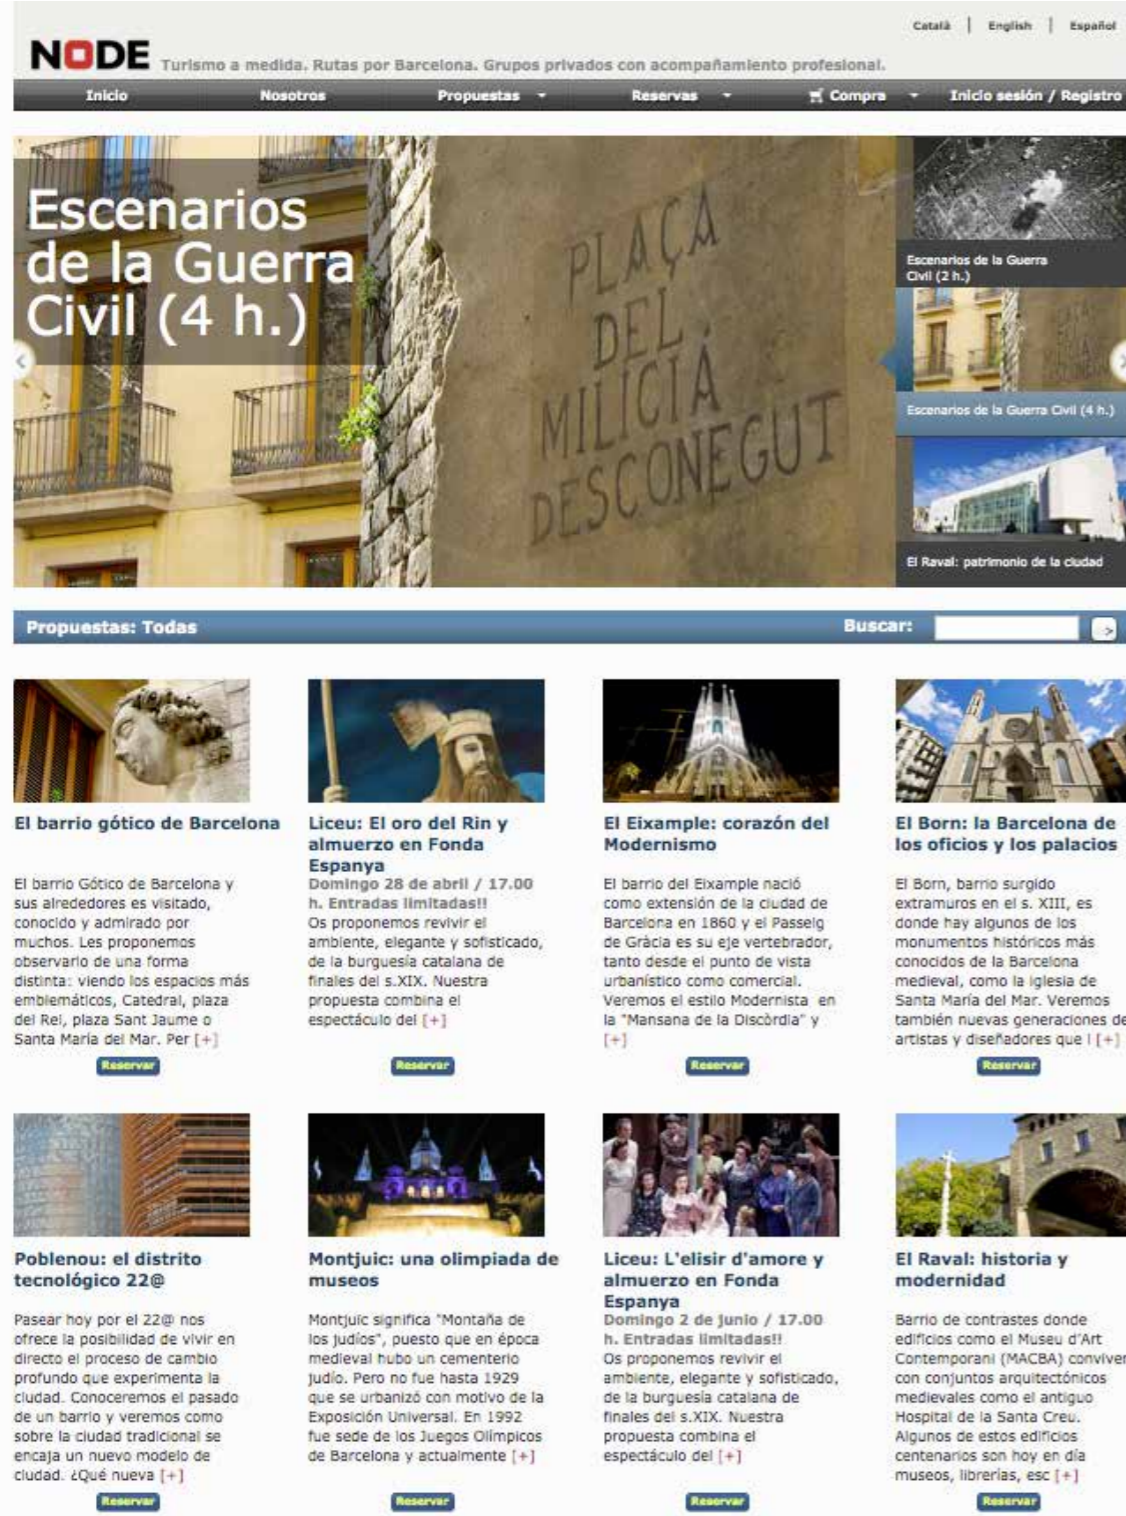 Català | English | Español
NODE Turismo a medida. Rutas por Barcelona. Grupos privados con acompañamiento profesional.
Inicio Nosotros Propuestas Reservas Compra Inicio sesión / Registro
Escenarios
de la Guerra
Civil (4 h.)
PLAÇA
DEL
MILICIÀ
DESCONEGUT
Escenarios de la Guerra
Civil (2 h.)
Escenarios de la Guerra Civil (4 h.)
El Raval: patrimonio de la ciudad
Propuestas: Todas Buscar:
El barrio gótico de Barcelona
El barrio Gótico de Barcelona y
sus alrededores es visitado,
conocido y admirado por
muchos. Les proponemos
observarlo de una forma
distinta: viendo los espacios más
emblemáticos, Catedral, plaza
del Rei, plaza Sant Jaume o
Santa María del Mar. Per [+]
Reservar
Liceu: El oro del Rin y
almuerzo en Fonda
Espanya
Domingo 28 de abril / 17.00
h. Entradas limitadas!!
Os proponemos revivir el
ambiente, elegante y sofisticado,
de la burguesía catalana de
finales del s.XIX. Nuestra
propuesta combina el
espectáculo del [+]
Reservar
El Eixample: corazón del
Modernismo
El barrio del Eixample nació
como extensión de la ciudad de
Barcelona en 1860 y el Passeig
de Gràcia es su eje vertebrador,
tanto desde el punto de vista
urbanístico como comercial.
Veremos el estilo Modernista en
la "Mansana de la Discòrdia" y
[+]
Reservar
El Born: la Barcelona de
los oficios y los palacios
El Born, barrio surgido
extramuros en el s. XIII, es
donde hay algunos de los
monumentos históricos más
conocidos de la Barcelona
medieval, como la iglesia de
Santa María del Mar. Veremos
también nuevas generaciones de
artistas y diseñadores que l [+]
Reservar
Poblenou: el distrito
tecnológico 22@
Pasear hoy por el 22@ nos
ofrece la posibilidad de vivir en
directo el proceso de cambio
profundo que experimenta la
ciudad. Conoceremos el pasado
de un barrio y veremos como
sobre la ciudad tradicional se
encaja un nuevo modelo de
ciudad. ¿Qué nueva [+]
Reservar
Montjuic: una olimpiada de
museos
Montjuic significa "Montaña de
los judíos", puesto que en época
medieval hubo un cementerio
judío. Pero no fue hasta 1929
que se urbanizó con motivo de la
Exposición Universal. En 1992
fue sede de los Juegos Olímpicos
de Barcelona y actualmente [+]
Reservar
Liceu: L'elisir d'amore y
almuerzo en Fonda
Espanya
Domingo 2 de junio / 17.00
h. Entradas limitadas!!
Os proponemos revivir el
ambiente, elegante y sofisticado,
de la burguesía catalana de
finales del s.XIX. Nuestra
propuesta combina el
espectáculo del [+]
Reservar
El Raval: historia y
modernidad
Barrio de contrastes donde
edificios como el Museu d'Art
Contemporani (MACBA) conviven
con conjuntos arquitectónicos
medievales como el antiguo
Hospital de la Santa Creu.
Algunos de estos edificios
centenarios son hoy en día
museos, librerías, esc [+]
Reservar